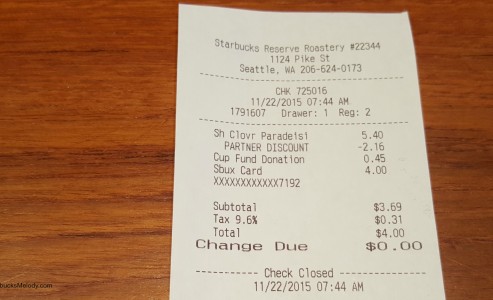 Starbucks Reserve Roastery #22344
1124 Pike St
Seattle, WA 206-624-0173
CHK 725016
11/22/2015 07:44 AM
1791607 Drawer: 1 Reg: 2
Sh Clovr Paradeis1 5.40
PARTNER DISCOUNT -2.16
Cup Fund Donation 0.45
Sbux Card 4.00
XXXXXXXXXXXX7192
Subtotal $3.69
Tax 9.6% $0.31
Total $4.00
Change Due $0.00
Check Closed
11/22/2015 07:44 AM
rbucksMelody.com